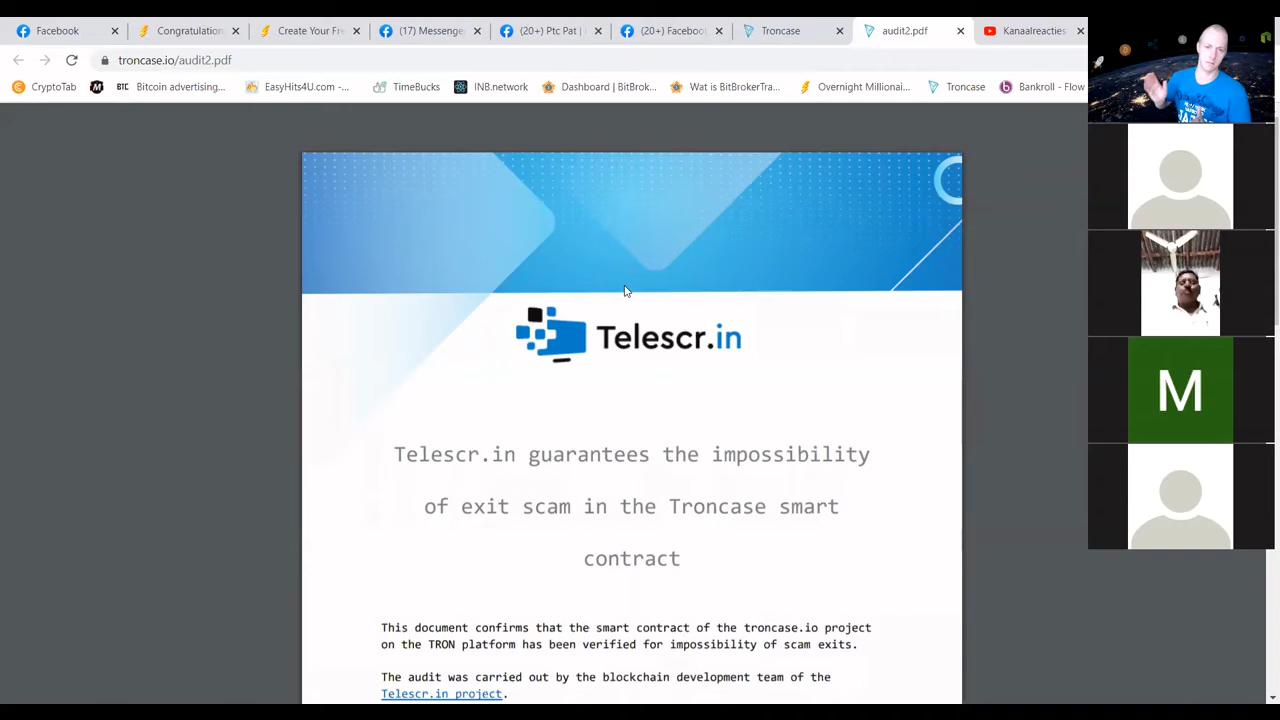 Facebook
Congratulation
Create Your Fre
(17) Messenge
(20+) Ptc Pat |
(20+) Facebook
Troncase
audit2.pdf
Kanaalreacties
troncase.io/audit2.pdf
CryptoTab
BTC Bitcoin advertising...
EasyHits4U.com -...
TimeBucks
INB.network
Dashboard | BitBrok...
Wat is BitBrokerTra...
Overnight Millionai...
Troncase
Bankroll - Flow
Telescr.in
Telescr.in guarantees the impossibility
of exit scam in the Troncase smart
contract
This document confirms that the smart contract of the troncase.io project
on the TRON platform has been verified for impossibility of scam exits.
The audit was carried out by the blockchain development team of the
Telescr.in project.
M